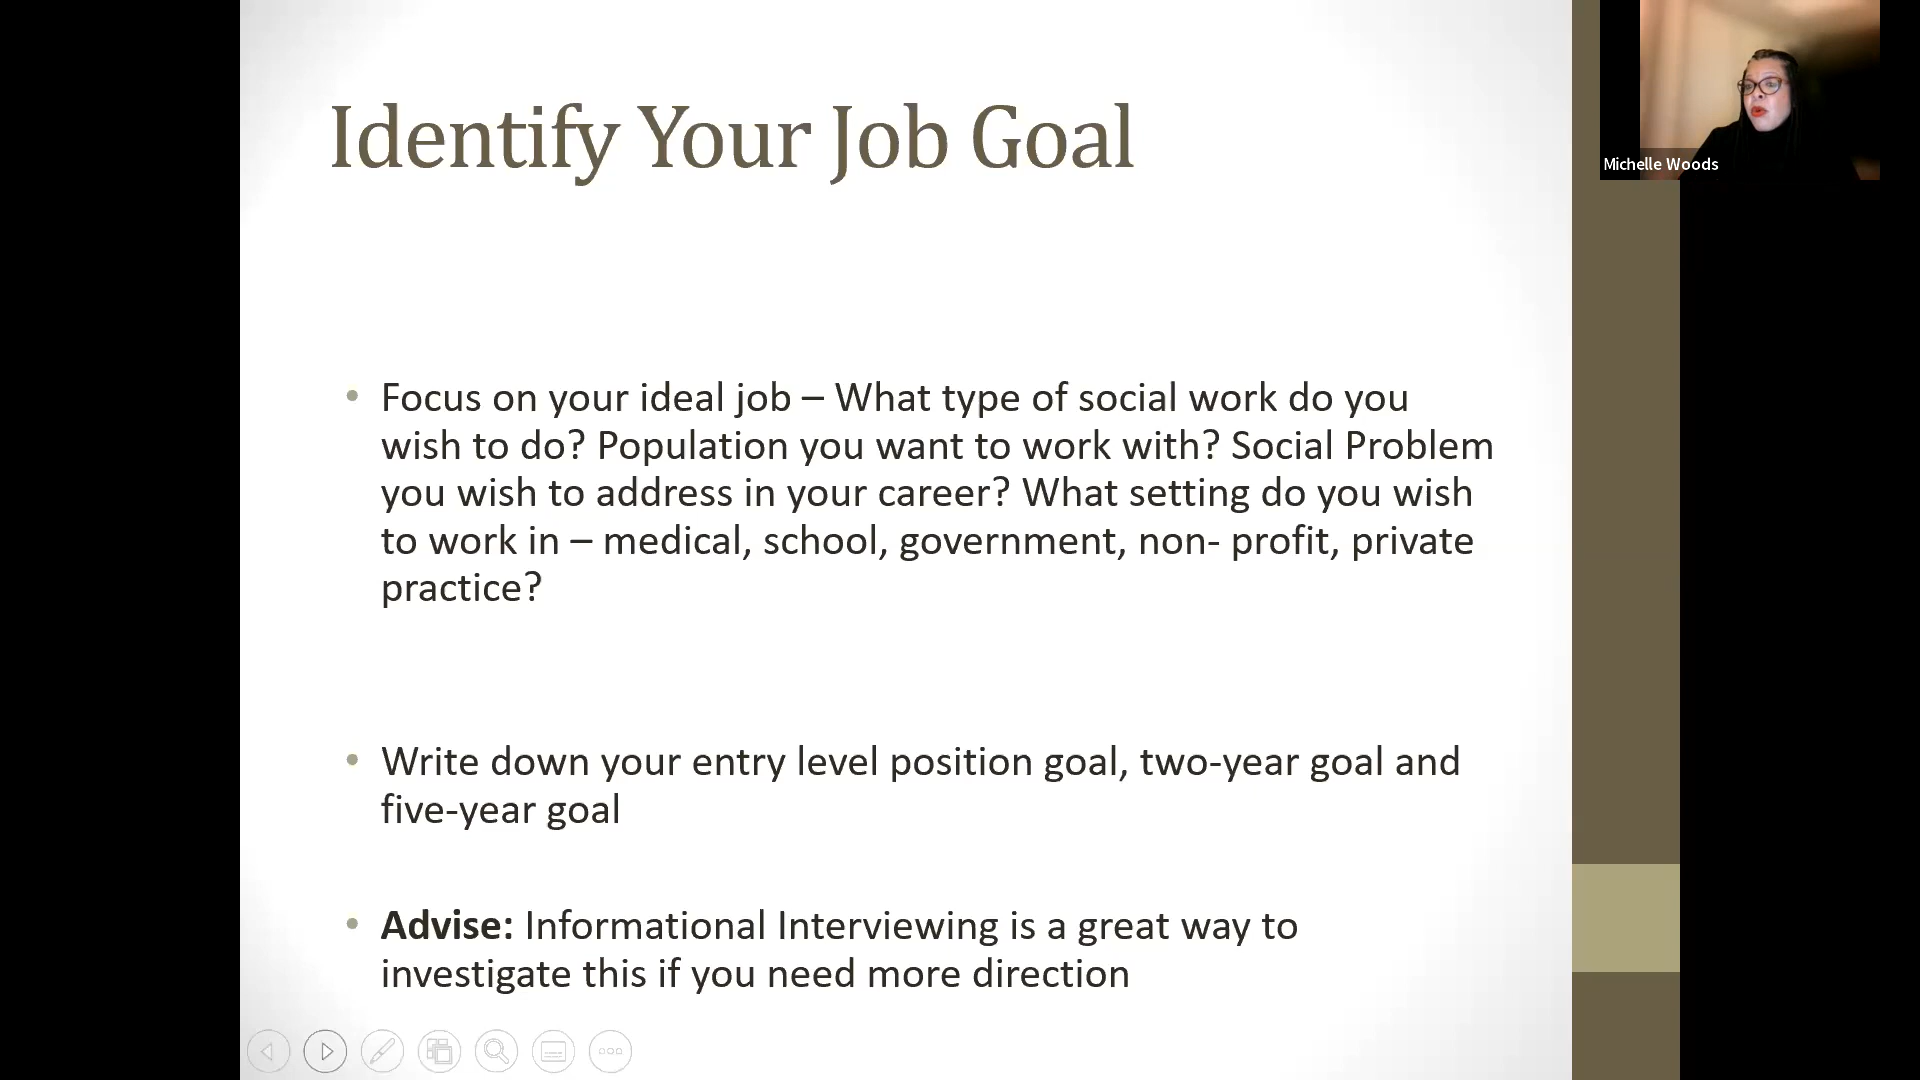 Identify Your Job Goal
Michelle Woods
• Focus on your ideal job – What type of social work do you
wish to do? Population you want to work with? Social Problem
you wish to address in your career? What setting do you wish
to work in – medical, school, government, non- profit, private
practice?
• Write down your entry level position goal, two-year goal and
five-year goal
• Advise: Informational Interviewing is a great way to
investigate this if you need more direction